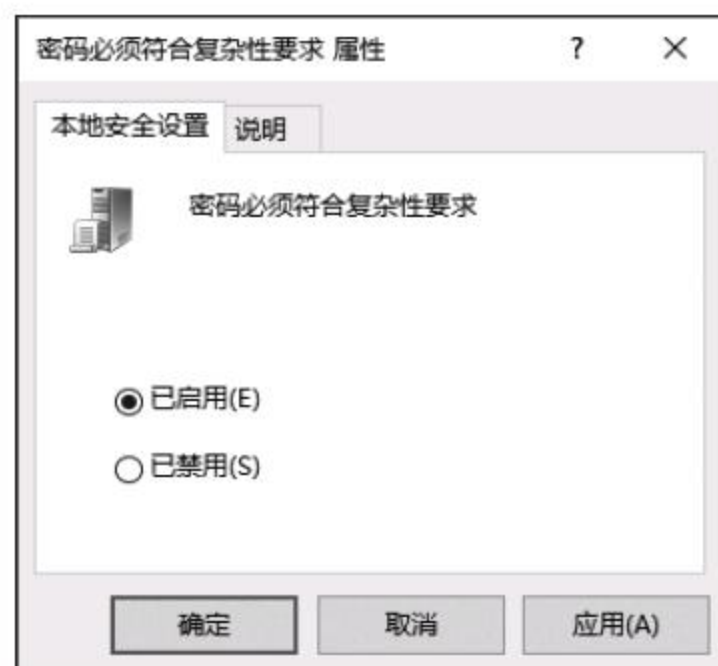 密码必须符合复杂性要求 属性 ? ×
本地安全设置 说明
密码必须符合复杂性要求
已启用(E)
已禁用(S)
确定 取消 应用(A)